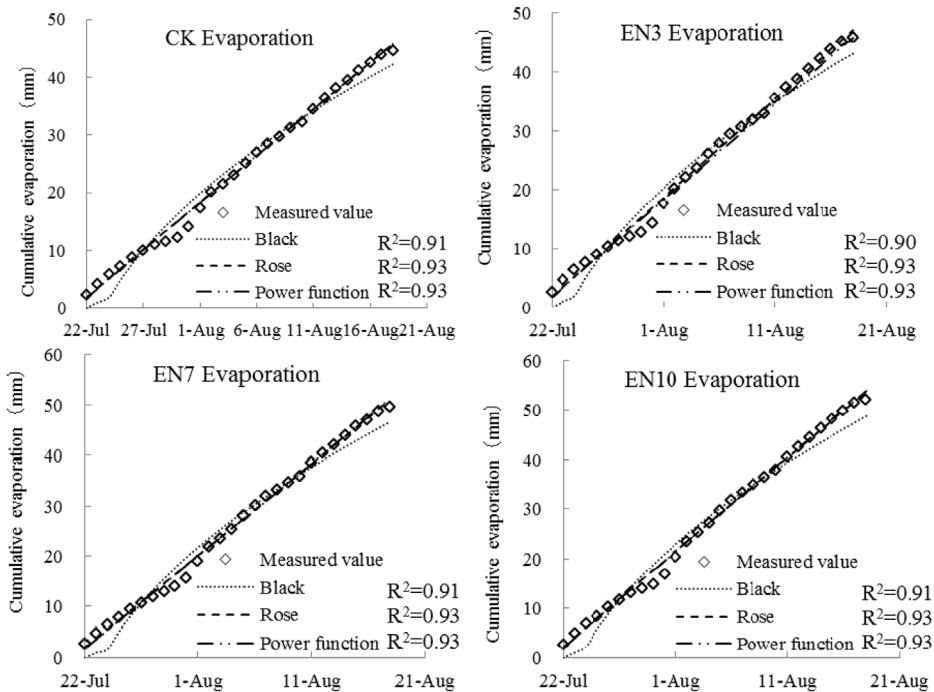 CK Evaporation
Cumulative evaporation (mm)
50
40
30
20
10
0
Measured value
Black R²=0.91
Rose R²=0.93
Power function R²=0.93
22-Jul 27-Jul 1-Aug 6-Aug 11-Aug 16-Aug 21-Aug
EN3 Evaporation
Cumulative evaporation (mm)
50
40
30
20
10
0
Measured value
Black R²=0.90
Rose R²=0.93
Power function R²=0.93
22-Jul 1-Aug 11-Aug 21-Aug
EN7 Evaporation
Cumulative evaporation (mm)
60
50
40
30
20
10
0
Measured value
Black R²=0.91
Rose R²=0.93
Power function R²=0.93
22-Jul 1-Aug 11-Aug 21-Aug
EN10 Evaporation
Cumulative evaporation (mm)
60
50
40
30
20
10
0
Measured value
Black R²=0.91
Rose R²=0.93
Power function R²=0.93
22-Jul 1-Aug 11-Aug 21-Aug